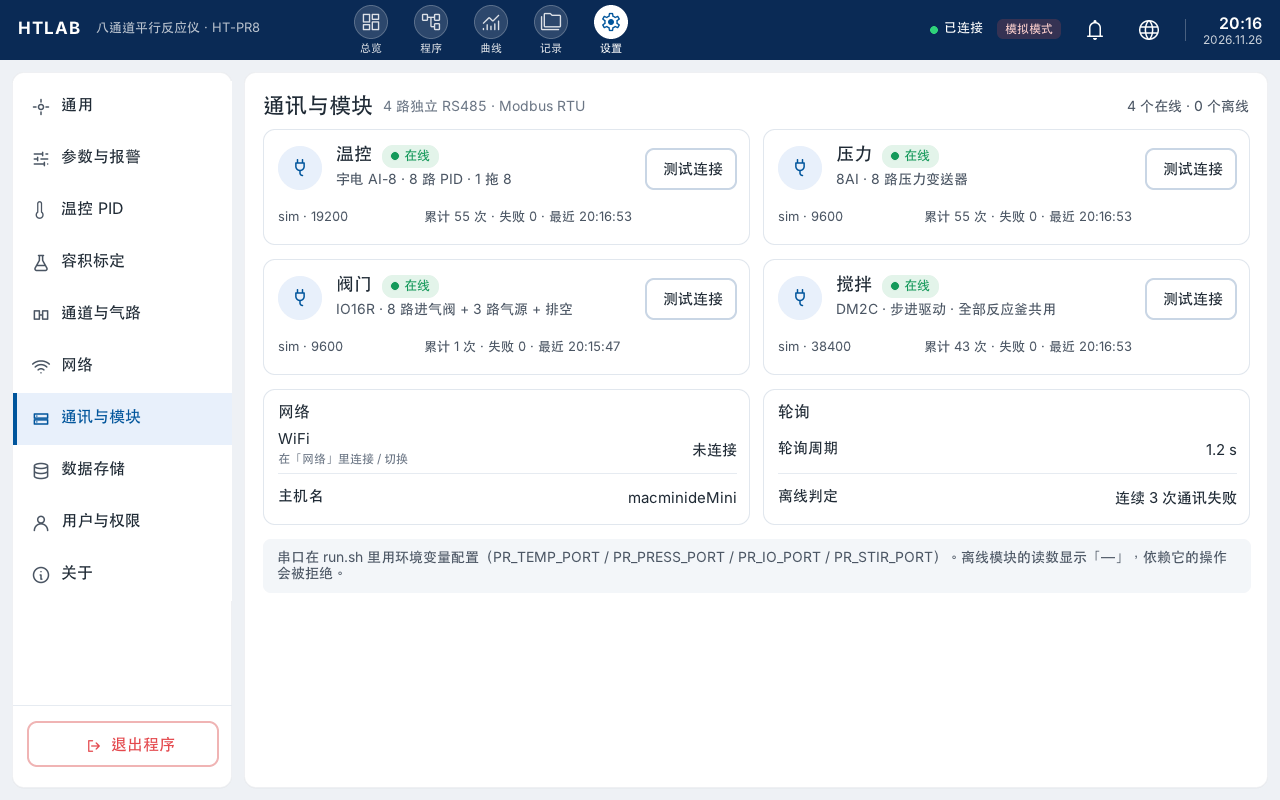 HTLAB
八通道平行反应仪 · HT-PR8
总览
程序
曲线
记录
设置
已连接
模拟模式
20:16
2026.11.26
通用
参数与报警
温控 PID
容积标定
通道与气路
网络
通讯与模块
数据存储
用户与权限
关于
退出程序
通讯与模块
4 路独立 RS485 · Modbus RTU
4 个在线 · 0 个离线
温控
在线
宇电 AI-8 · 8 路 PID · 1 拖 8
测试连接
sim · 19200
累计 55 次 · 失败 0 · 最近 20:16:53
压力
在线
8AI · 8 路压力变送器
测试连接
sim · 9600
累计 55 次 · 失败 0 · 最近 20:16:53
阀门
在线
IO16R · 8 路进气阀 + 3 路气源 + 排空
测试连接
sim · 9600
累计 1 次 · 失败 0 · 最近 20:15:47
搅拌
在线
DM2C · 步进驱动 · 全部反应釜共用
测试连接
sim · 38400
累计 43 次 · 失败 0 · 最近 20:16:53
网络
WiFi
在「网络」里连接 / 切换
未连接
主机名
macminideMini
轮询
轮询周期
1.2 s
离线判定
连续 3 次通讯失败
串口在 run.sh 里用环境变量配置（PR_TEMP_PORT / PR_PRESS_PORT / PR_IO_PORT / PR_STIR_PORT）。离线模块的读数显示「—」，依赖它的操作
会被拒绝。